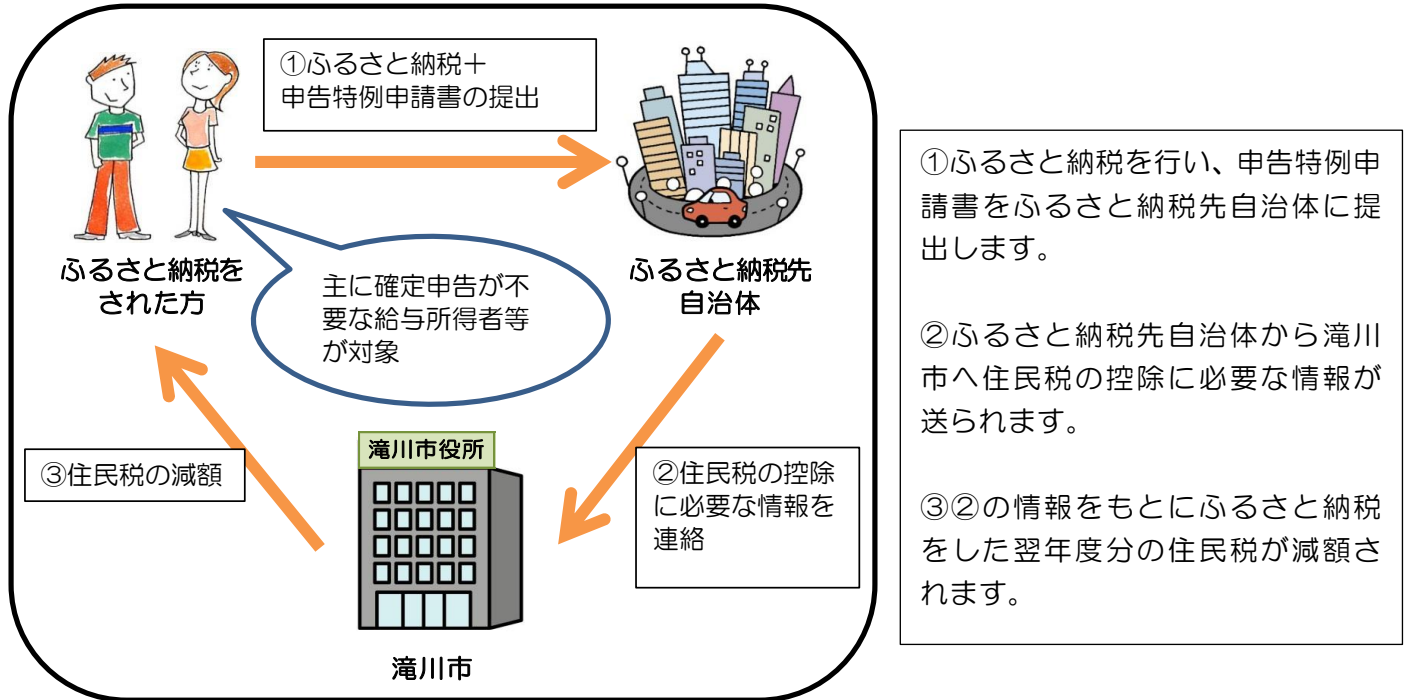 ①ふるさと納税＋
申告特例申請書の提出
ふるさと納税を
された方
主に確定申告が不
要な給与所得者等
が対象
ふるさと納税先
自治体
③住民税の減額
滝川市役所
②住民税の控除
に必要な情報を
連絡
滝川市
①ふるさと納税を行い、申告特例申
請書をふるさと納税先自治体に提
出します。
②ふるさと納税先自治体から滝川
市へ住民税の控除に必要な情報が
送られます。
③②の情報をもとにふるさと納税
をした翌年度分の住民税が減額さ
れます。